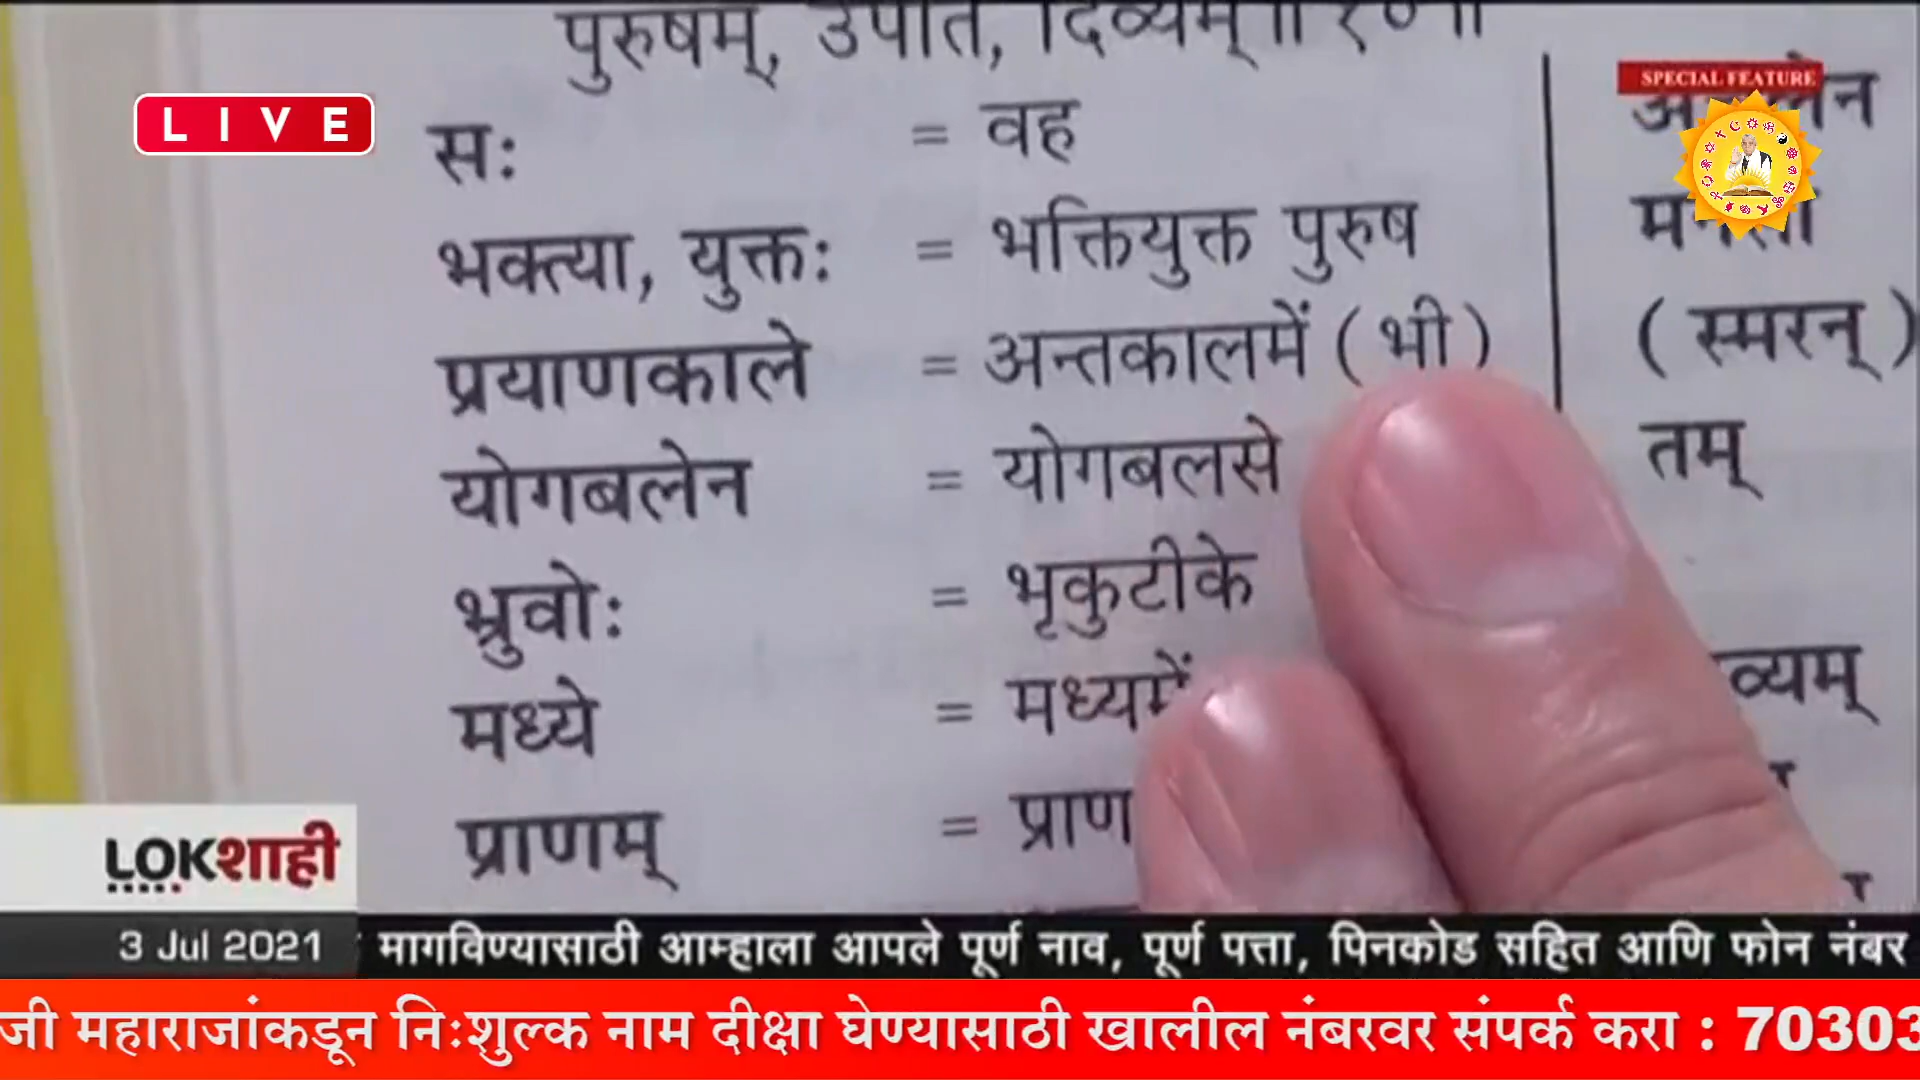 पुरुषम्, उपैति, दिव्यम्॥१०॥
LIVE
SPECIAL FEATURE
सः = वह
भक्त्या, युक्तः = भक्तियुक्त पुरुष
प्रयाणकाले = अन्तकालमें ( भी )
योगबलेन = योगबलसे
भ्रुवोः = भृकुटीके
मध्ये = मध्यमें
प्राणम् = प्राण
( स्मरन् )
तम्
व्यम्
LOKशाही
3 Jul 2021
मागविण्यासाठी आम्हाला आपले पूर्ण नाव, पूर्ण पत्ता, पिनकोड सहित आणि फोन नंबर
जी महाराजांकडून निःशुल्क नाम दीक्षा घेण्यासाठी खालील नंबरवर संपर्क करा : 70303